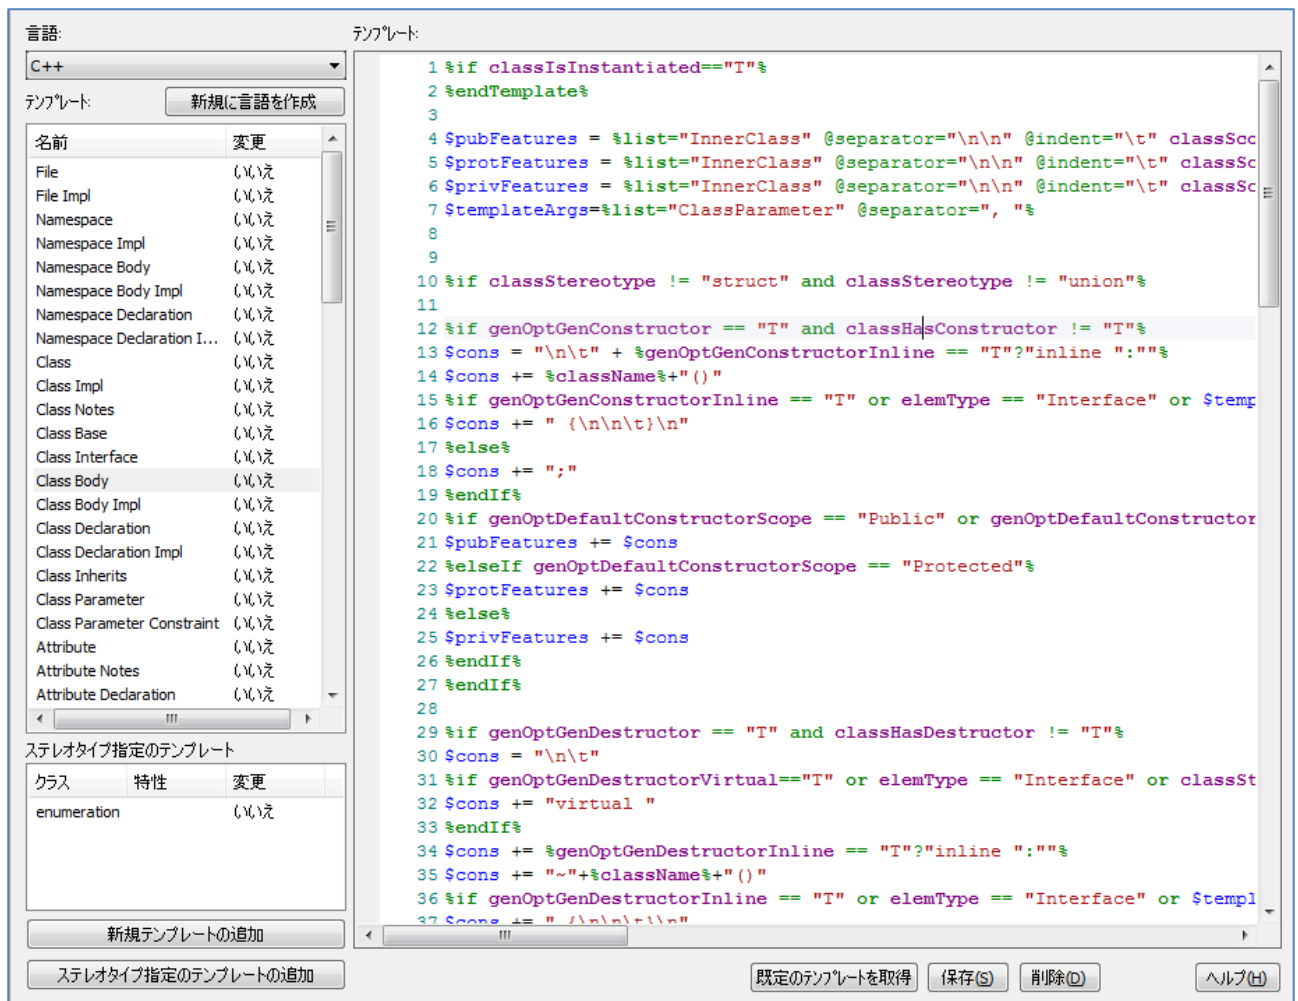 言語:
C++
テンプレート:
新規に言語を作成
名前 変更
File いいえ
File Impl いいえ
Namespace いいえ
Namespace Impl いいえ
Namespace Body いいえ
Namespace Body Impl いいえ
Namespace Declaration いいえ
Namespace Declaration I... いいえ
Class いいえ
Class Impl いいえ
Class Notes いいえ
Class Base いいえ
Class Interface いいえ
Class Body いいえ
Class Body Impl いいえ
Class Declaration いいえ
Class Declaration Impl いいえ
Class Inherits いいえ
Class Parameter いいえ
Class Parameter Constraint いいえ
Attribute いいえ
Attribute Notes いいえ
Attribute Declaration いいえ
ステレオタイプ指定のテンプレート
クラス 特性 変更
enumeration いいえ
新規テンプレートの追加
ステレオタイプ指定のテンプレートの追加
テンプレート:
1 %if classIsInstantiated=="T"%
2 %endTemplate%
3
4 $pubFeatures = %list="InnerClass" @separator="\n\n" @indent="\t" classSco
5 $protFeatures = %list="InnerClass" @separator="\n\n" @indent="\t" classSc
6 $privFeatures = %list="InnerClass" @separator="\n\n" @indent="\t" classSc
7 $templateArgs=%list="ClassParameter" @separator=", "%
8
9
10 %if classStereotype != "struct" and classStereotype != "union"%
11
12 %if genOptGenConstructor == "T" and classHasConstructor != "T"%
13 $cons = "\n\t" + %genOptGenConstructorInline == "T"?"inline ":""%
14 $cons += %className%+"()"
15 %if genOptGenConstructorInline == "T" or elemType == "Interface" or $temp
16 $cons += " {\n\n\t}\n"
17 %else%
18 $cons += ";"
19 %endIf%
20 %if genOptDefaultConstructorScope == "Public" or genOptDefaultConstructor
21 $pubFeatures += $cons
22 %elseIf genOptDefaultConstructorScope == "Protected"%
23 $protFeatures += $cons
24 %else%
25 $privFeatures += $cons
26 %endIf%
27 %endIf%
28
29 %if genOptGenDestructor == "T" and classHasDestructor != "T"%
30 $cons = "\n\t"
31 %if genOptGenDestructorVirtual=="T" or elemType == "Interface" or classSt
32 $cons += "virtual "
33 %endIf%
34 $cons += %genOptGenDestructorInline == "T"?"inline ":""%
35 $cons += "~"+%className%+"()"
36 %if genOptGenDestructorInline == "T" or elemType == "Interface" or $templ
37 $cons += " {\n\n\t}\n"
既定のテンプレートを取得 保存(S) 削除(D) ヘルプ(H)